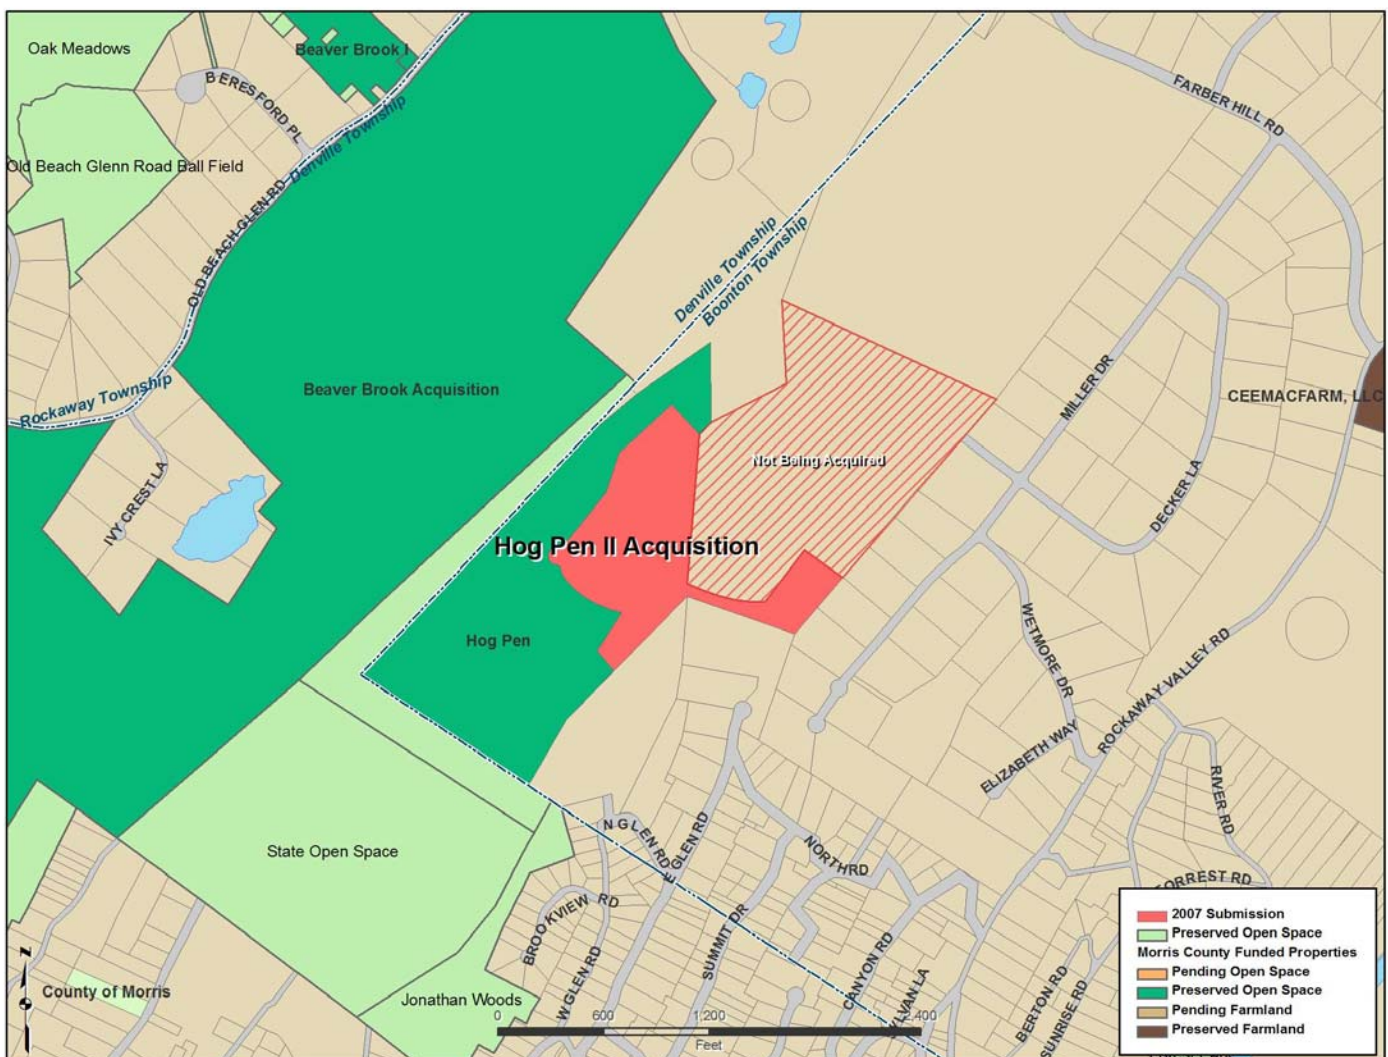 Oak Meadows
Beaver Brook I
BERESFORD PL
FARBER HILL RD
Denville Township
Old Beach Glenn Road Ball Field
OLD BEACH GLEN RD
Denville Township
Boonton Township
Rockaway Township
Beaver Brook Acquisition
MILLER DR
CEEMACFARM, LLC
Not Being Acquired
IVY CREST LA
DECKER LA
Hog Pen II Acquisition
Hog Pen
WETMORE DR
ROCKAWAY VALLEY RD
ELIZABETH WAY
RIVER RD
State Open Space
N GLEN RD
E GLEN RD
NORTH RD
FORREST RD
BROOKVIEW RD
SUMMIT DR
W GLEN RD
CANYON RD
BERTON RD
SUNRISE RD
N
County of Morris
Jonathan Woods
0 600 1,200 2,400
Feet
2007 Submission
Preserved Open Space
Morris County Funded Properties
Pending Open Space
Preserved Open Space
Pending Farmland
Preserved Farmland